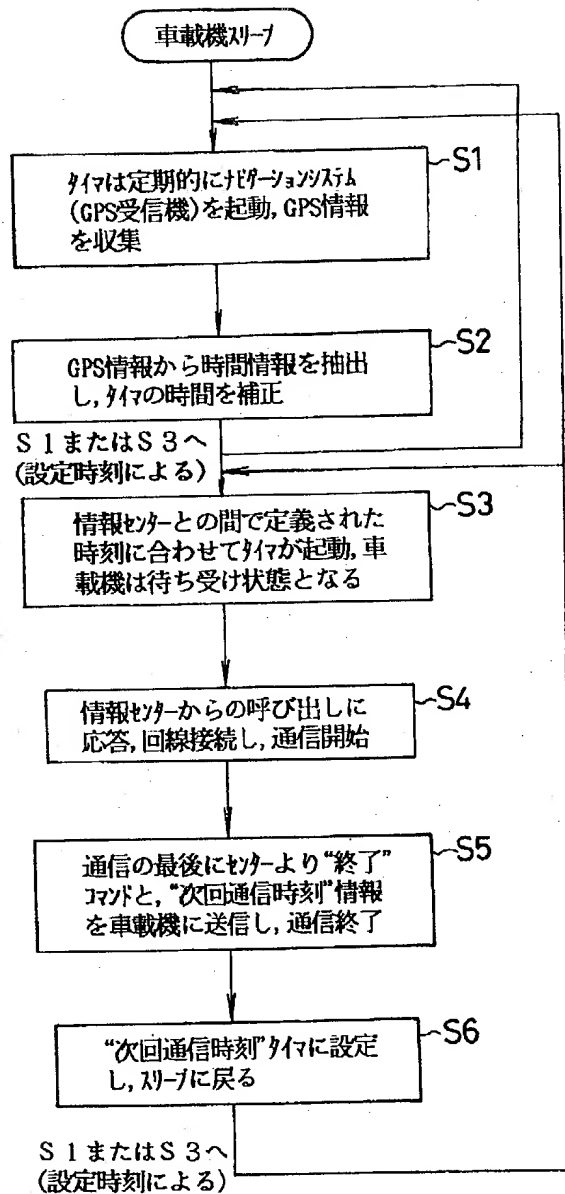 車載機スリープ
S1
タイマは定期的にナビゲーションシステム
(GPS受信機)を起動,GPS情報
を収集
S2
GPS情報から時間情報を抽出
し,タイマの時間を補正
S1またはS3へ
(設定時刻による)
S3
情報センターとの間で定義された
時刻に合わせてタイマが起動,車
載機は待ち受け状態となる
S4
情報センターからの呼び出しに
応答,回線接続し,通信開始
S5
通信の最後にセンターより“終了”
コマンドと,“次回通信時刻”情報
を車載機に送信し,通信終了
S6
“次回通信時刻”タイマに設定
し,スリープに戻る
S1またはS3へ
(設定時刻による)